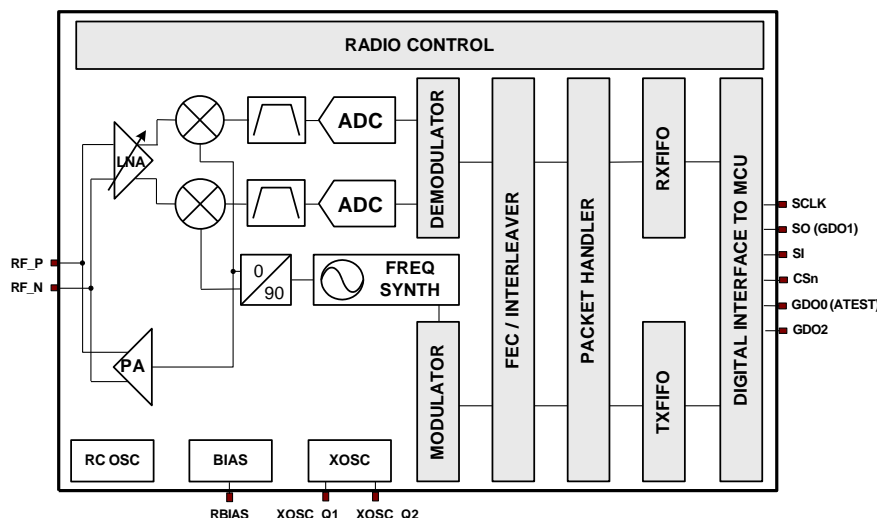 RADIO CONTROL
LNA
ADC
ADC
DEMODULATOR
FEC / INTERLEAVER
PACKET HANDLER
RXFIFO
DIGITAL INTERFACE TO MCU
SCLK
SO (GDO1)
SI
CSn
GDO0 (ATEST)
GDO2
RF_P
RF_N
0
90
FREQ
SYNTH
PA
MODULATOR
TXFIFO
RC OSC
BIAS
XOSC
RBIAS
XOSC_Q1
XOSC_Q2